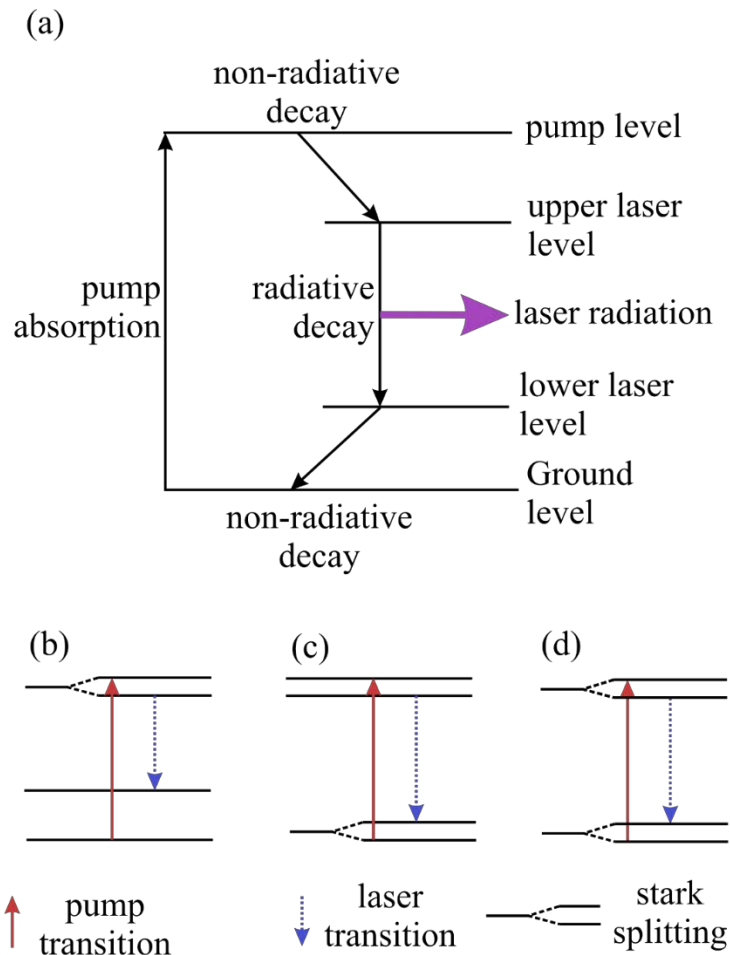 (a)
non-radiative
decay
pump level
upper laser
level
pump
absorption
radiative
decay
laser radiation
lower laser
level
Ground
level
non-radiative
decay
(b)
(c)
(d)
pump
transition
laser
transition
stark
splitting